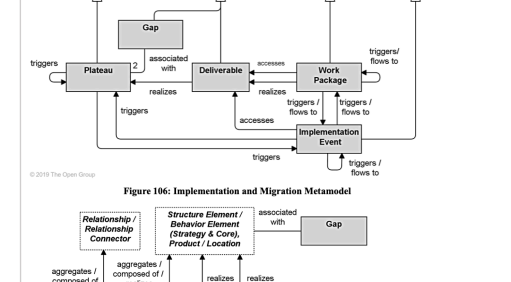 Gap
triggers
Plateau
2
associated
with
Deliverable
accesses
realizes
realizes
Work
Package
triggers/
flows to
triggers
accesses
triggers /
flows to
triggers /
flows to
Implementation
Event
triggers
triggers /
flows to
© 2019 The Open Group
Figure 106: Implementation and Migration Metamodel
Relationship /
Relationship
Connector
Structure Element /
Behavior Element
(Strategy & Core),
Product / Location
associated
with
Gap
aggregates /
composed of
aggregates /
composed of /
realizes
realizes